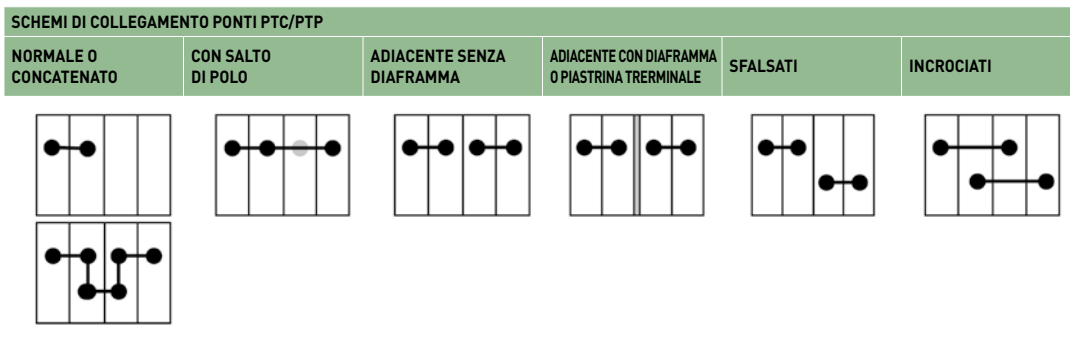 SCHEMI DI COLLEGAMENTO PONTI PTC/PTP
NORMALE O
CONCATENATO
CON SALTO
DI POLO
ADIACENTE SENZA
DIAFRAMMA
ADIACENTE CON DIAFRAMMA
O PIASTRINA TRERMINALE
SFALSATI
INCROCIATI